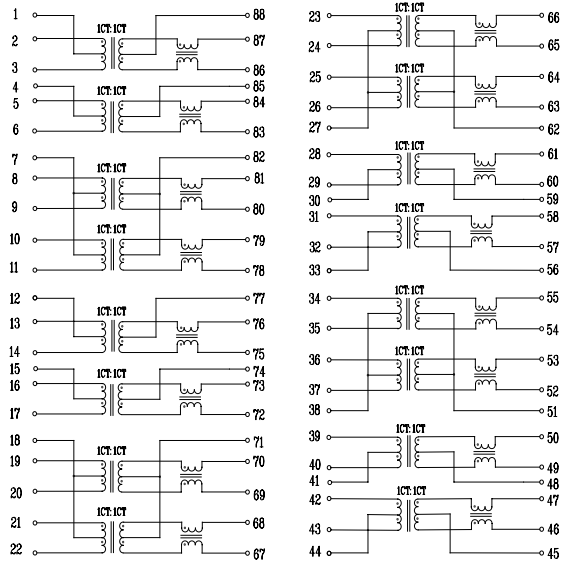 1 88
1CT:1CT
2 87
3 86
4 85
1CT:1CT
5 84
6 83
7 82
1CT:1CT
8 81
9 80
1CT:1CT
10 79
11 78
12 77
1CT:1CT
13 76
14 75
15 74
1CT:1CT
16 73
17 72
18 71
1CT:1CT
19 70
20 69
1CT:1CT
21 68
22 67
1CT:1CT
23 66
24 65
1CT:1CT
25 64
26 63
27 62
1CT:1CT
28 61
29 60
30 59
1CT:1CT
31 58
32 57
33 56
1CT:1CT
34 55
35 54
1CT:1CT
36 53
37 52
38 51
1CT:1CT
39 50
40 49
41 48
1CT:1CT
42 47
43 46
44 45